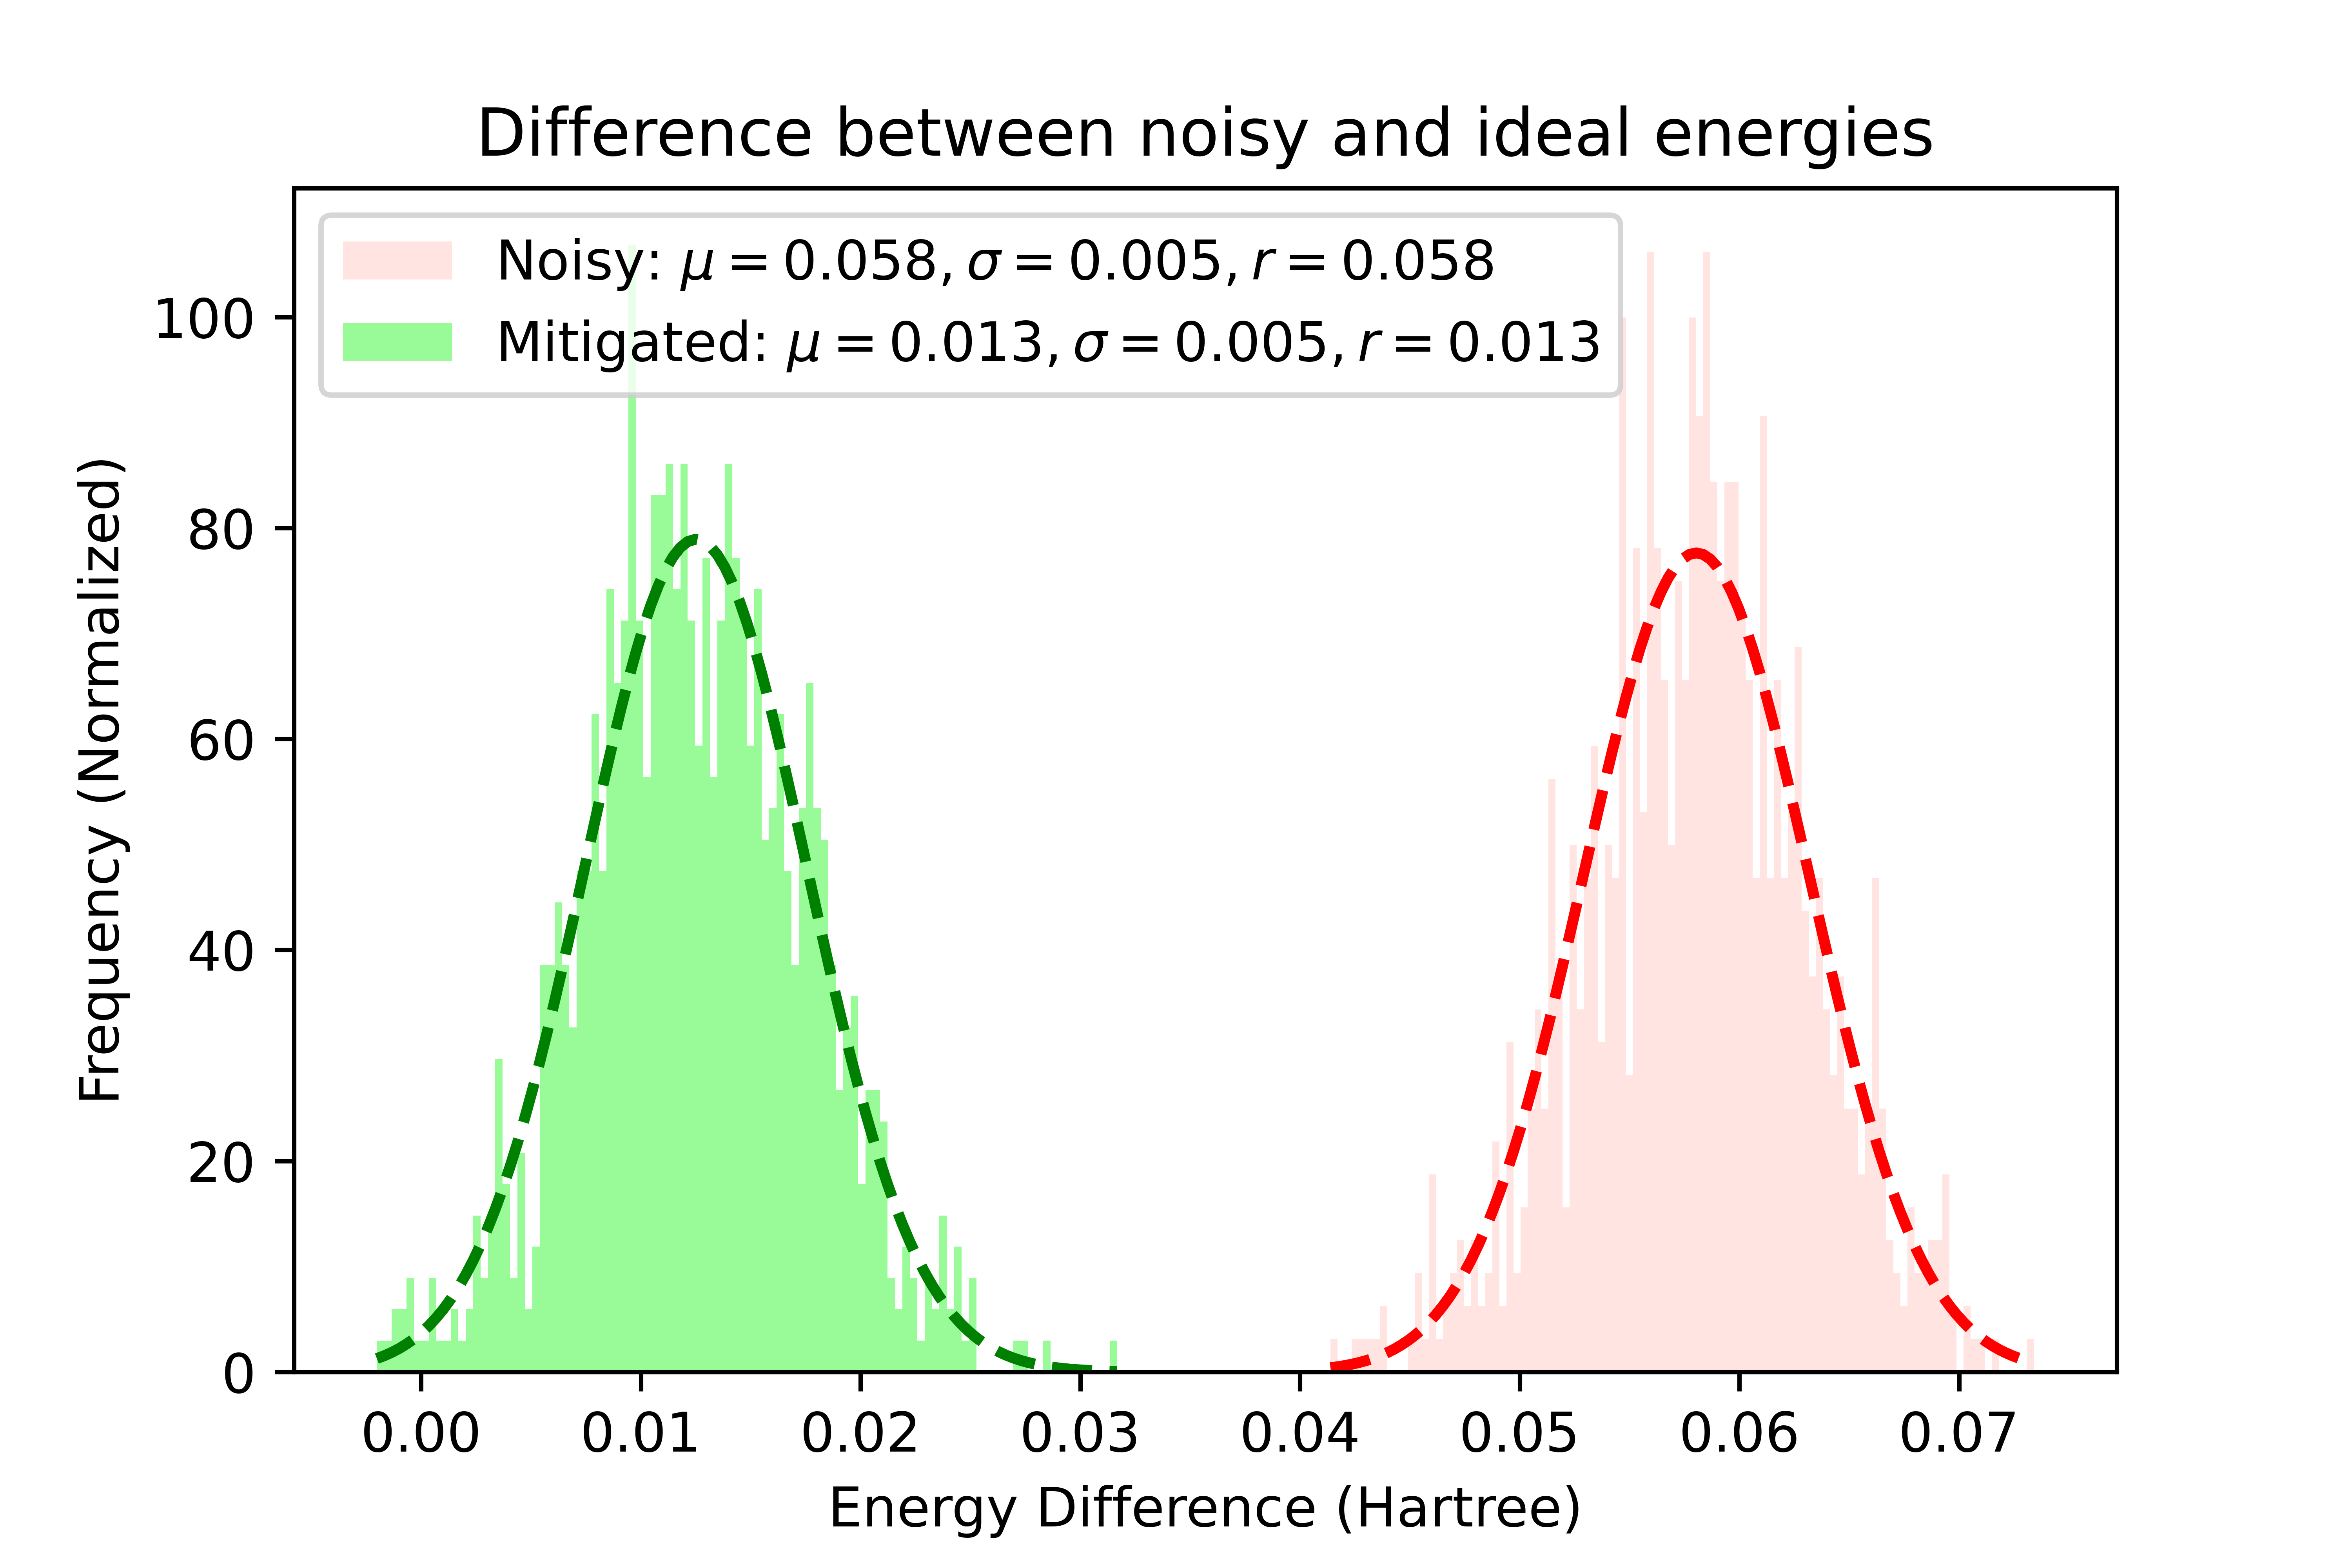 Difference between noisy and ideal energies
Noisy: μ = 0.058, σ = 0.005, r = 0.058
Mitigated: μ = 0.013, σ = 0.005, r = 0.013
Frequency (Normalized)
100
80
60
40
20
0
0.00 0.01 0.02 0.03 0.04 0.05 0.06 0.07
Energy Difference (Hartree)